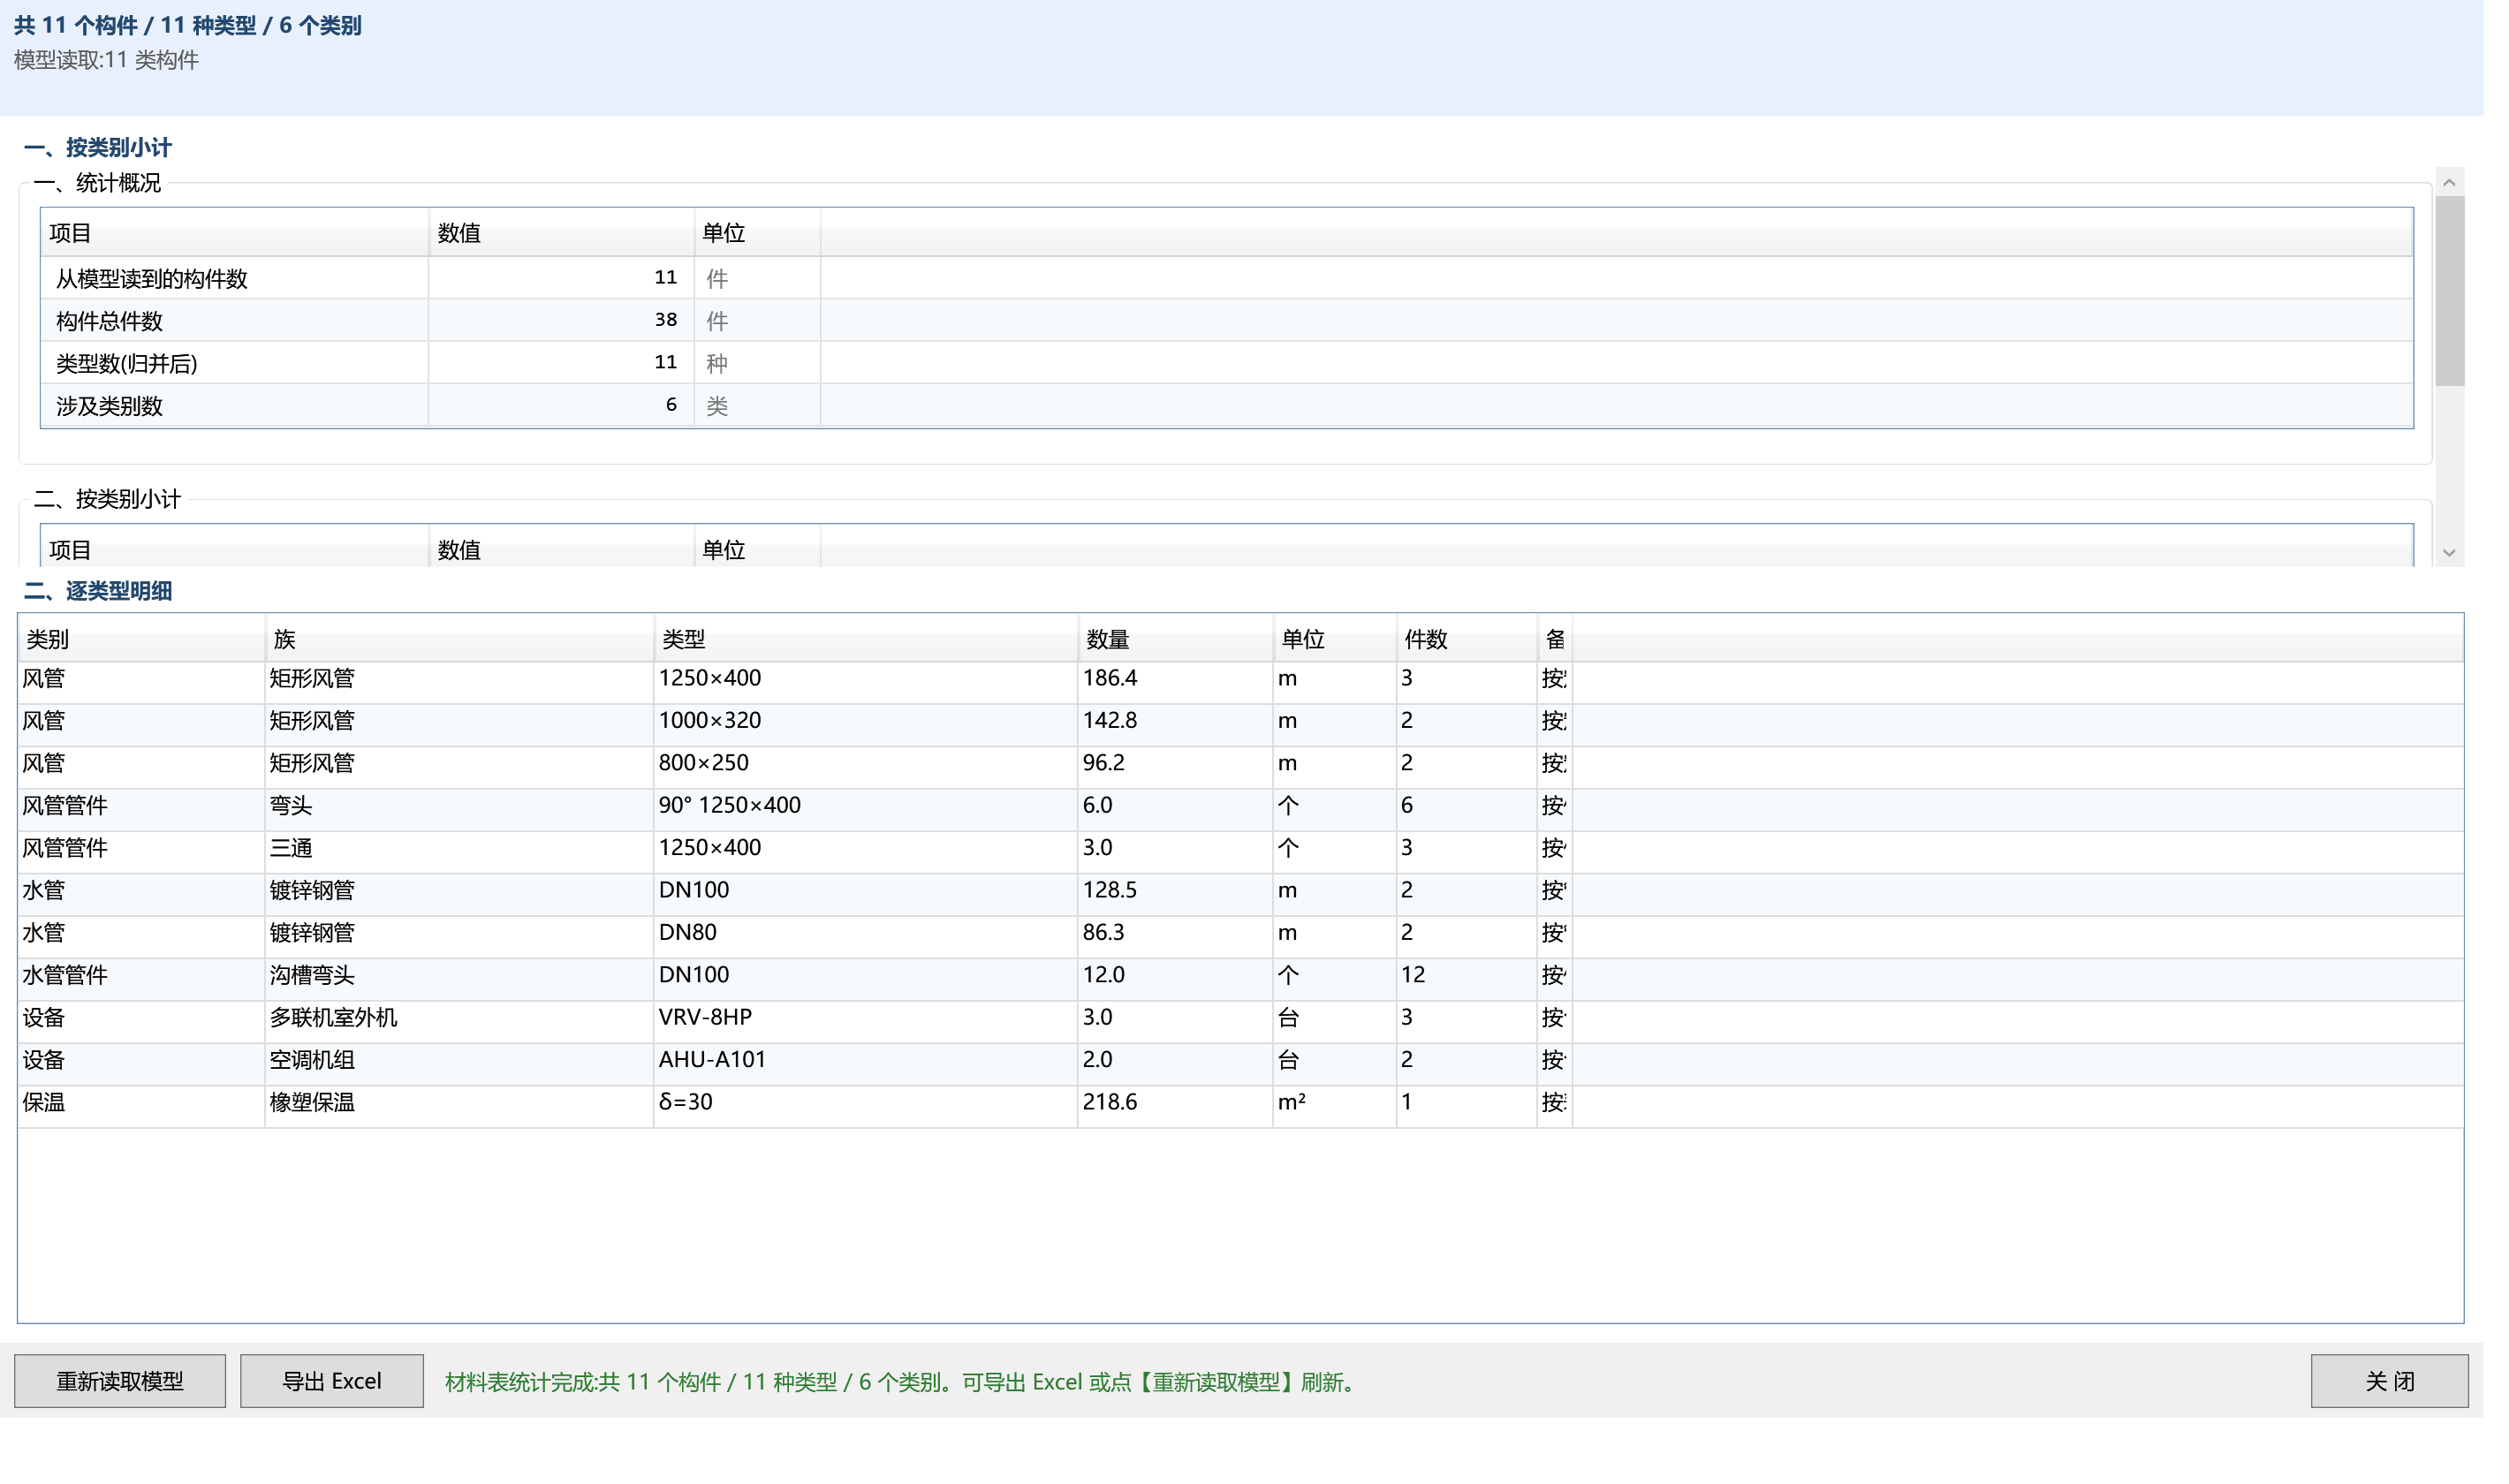 共 11 个构件 / 11 种类型 / 6 个类别
模型读取:11 类构件
一、按类别小计
一、统计概况
项目 数值 单位
从模型读到的构件数 11 件
构件总件数 38 件
类型数(归并后) 11 种
涉及类别数 6 类
二、按类别小计
项目 数值 单位
二、逐类型明细
类别 族 类型 数量 单位 件数 备
风管 矩形风管 1250×400 186.4 m 3 按
风管 矩形风管 1000×320 142.8 m 2 按
风管 矩形风管 800×250 96.2 m 2 按
风管管件 弯头 90° 1250×400 6.0 个 6 按
风管管件 三通 1250×400 3.0 个 3 按
水管 镀锌钢管 DN100 128.5 m 2 按
水管 镀锌钢管 DN80 86.3 m 2 按
水管管件 沟槽弯头 DN100 12.0 个 12 按
设备 多联机室外机 VRV-8HP 3.0 台 3 按
设备 空调机组 AHU-A101 2.0 台 2 按
保温 橡塑保温 δ=30 218.6 m² 1 按
重新读取模型 导出 Excel 材料表统计完成:共 11 个构件 / 11 种类型 / 6 个类别。可导出 Excel 或点【重新读取模型】刷新。 关 闭